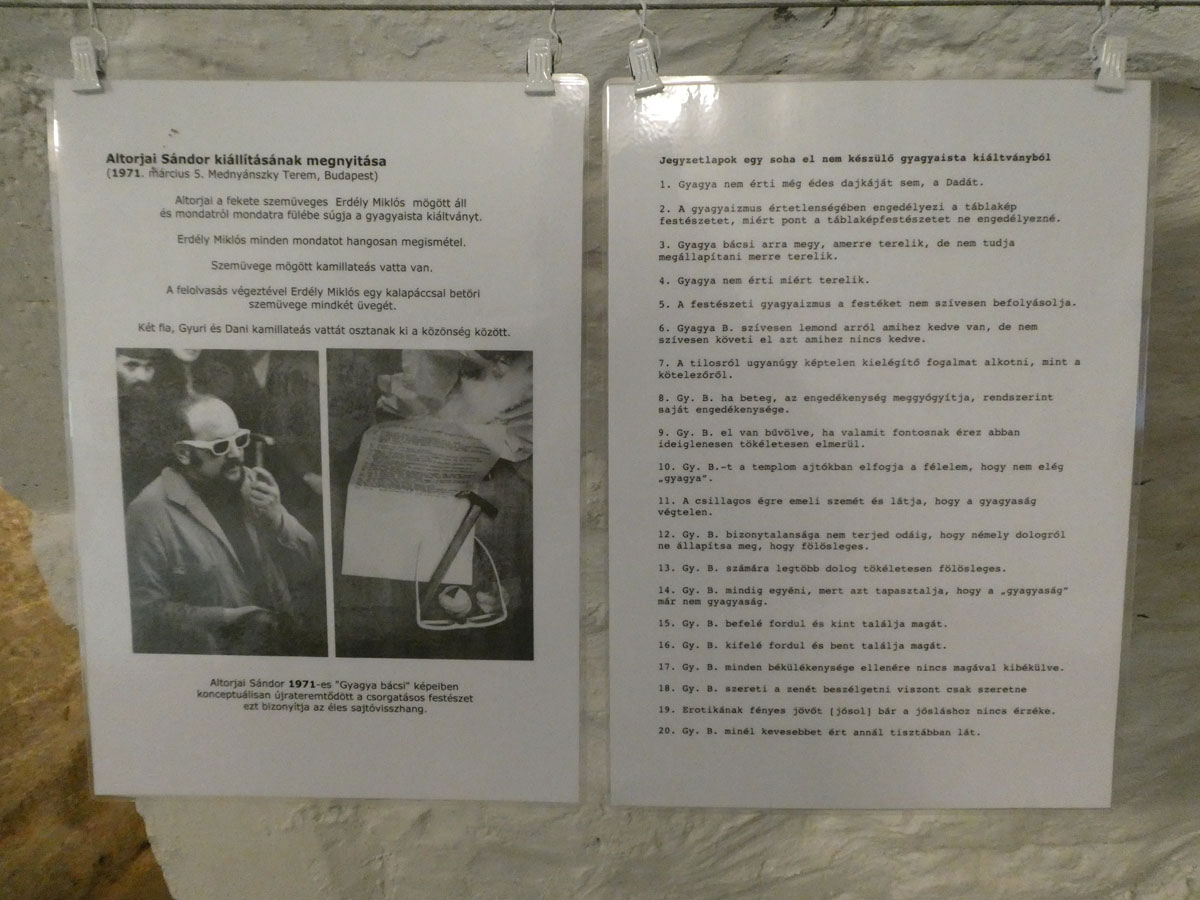 Altorjai Sándor kiállításának megnyitása
(1971. március 5. Mednyánszky Terem, Budapest)
Altorjai a fekete szemüveges Erdély Miklós mögött áll
és mondatról mondatra fülébe súgja a gyagyaista kiáltványt.
Erdély Miklós minden mondatot hangosan megismétel.
Szemüvege mögött kamillateás vatta van.
A felolvasás végeztével Erdély Miklós egy kalapáccsal betöri
szemüvege mindkét üvegét.
Két fia, Gyuri és Dani kamillateás vattát osztanak ki a közönség között.
Altorjai Sándor 1971-es "Gyagya bácsi" képeiben
konceptuálisan újrateremtődött a csorgatásos festészet
ezt bizonyítja az éles sajtóvisszhang.
Jegyzetlapok egy soha el nem készülő gyagyaista kiáltványból
1. Gyagya nem érti még édes dajkáját sem, a Dadát.
2. A gyagyaizmus értetlenségében engedélyezi a táblakép
festészetet, miért pont a táblaképfestészetet ne engedélyezné.
3. Gyagya bácsi arra megy, amerre terelik, de nem tudja
megállapítani merre terelik.
4. Gyagya nem érti miért terelik.
5. A festészeti gyagyaizmus a festéket nem szívesen befolyásolja.
6. Gyagya B. szívesen lemond arról amihez kedve van, de nem
szívesen követi el azt amihez nincs kedve.
7. A tilosról ugyanúgy képtelen kielégítő fogalmat alkotni, mint a
kötelezőről.
8. Gy. B. ha beteg, az engedékenység meggyógyítja, rendszerint
saját engedékenysége.
9. Gy. B. el van bűvölve, ha valamit fontosnak érez abban
ideiglenesen tökéletesen elmerül.
10. Gy. B.-t a templom ajtókban elfogja a félelem, hogy nem elég
„gyagya".
11. A csillagos égre emeli szemét és látja, hogy a gyagyaság
végtelen.
12. Gy. B. bizonytalansága nem terjed odáig, hogy némely dologról
ne állapítsa meg, hogy fölösleges.
13. Gy. B. számára legtöbb dolog tökéletesen fölösleges.
14. Gy. B. mindig egyéni, mert azt tapasztalja, hogy a „gyagyaság"
már nem gyagyaság.
15. Gy. B. befelé fordul és kint találja magát.
16. Gy. B. kifelé fordul és bent találja magát.
17. Gy. B. minden békülékenysége ellenére nincs magával kibékülve.
18. Gy. B. szereti a zenét beszélgetni viszont csak szeretne
19. Erotikának fényes jövőt [jósol] bár a jósláshoz nincs érzéke.
20. Gy. B. minél kevesebbet ért annál tisztábban lát.